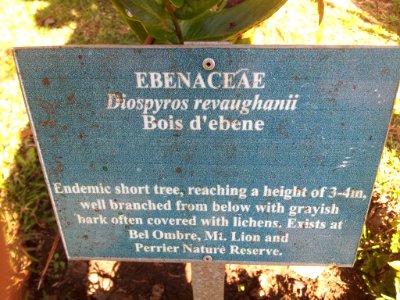 EBENACEAE
Diospyros revaughanii
Bois d'ebene
Endemic short tree, reaching a height of 3-4m,
well branched from below with grayish
bark often covered with lichens. Exists at
Bel Ombre, Mt. Lion and
Perrier Nature Reserve.